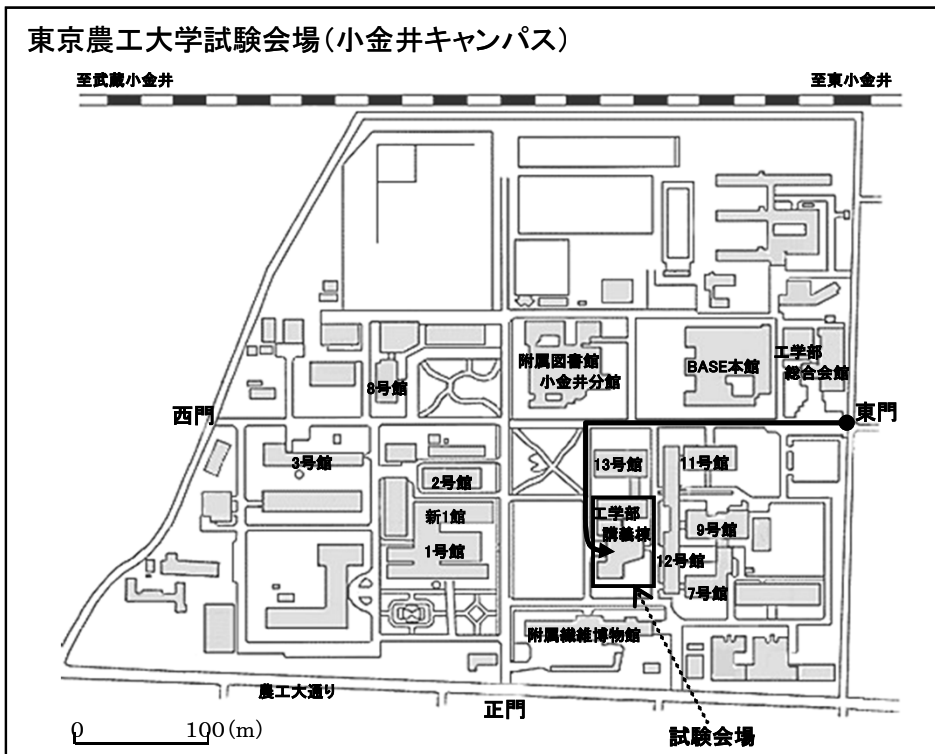 東京農工大学試験会場(小金井キャンパス)
至武蔵小金井
至東小金井
附属図書館
小金井分館
BASE本館
工学部
総合会館
8号館
西門
東門
3号館
2号館
13号館
11号館
新1館
1号館
工学部
講義棟
9号館
12号館
7号館
附属繊維博物館
農工大通り
正門
0
100(m)
試験会場